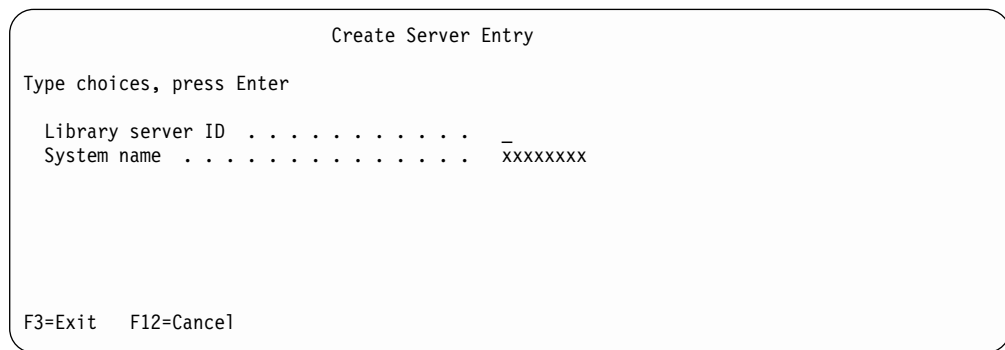 Create Server Entry
Type choices, press Enter
Library server ID . . . . . . . . . . . _
System name . . . . . . . . . . . . . . xxxxxxxx
F3=Exit F12=Cancel